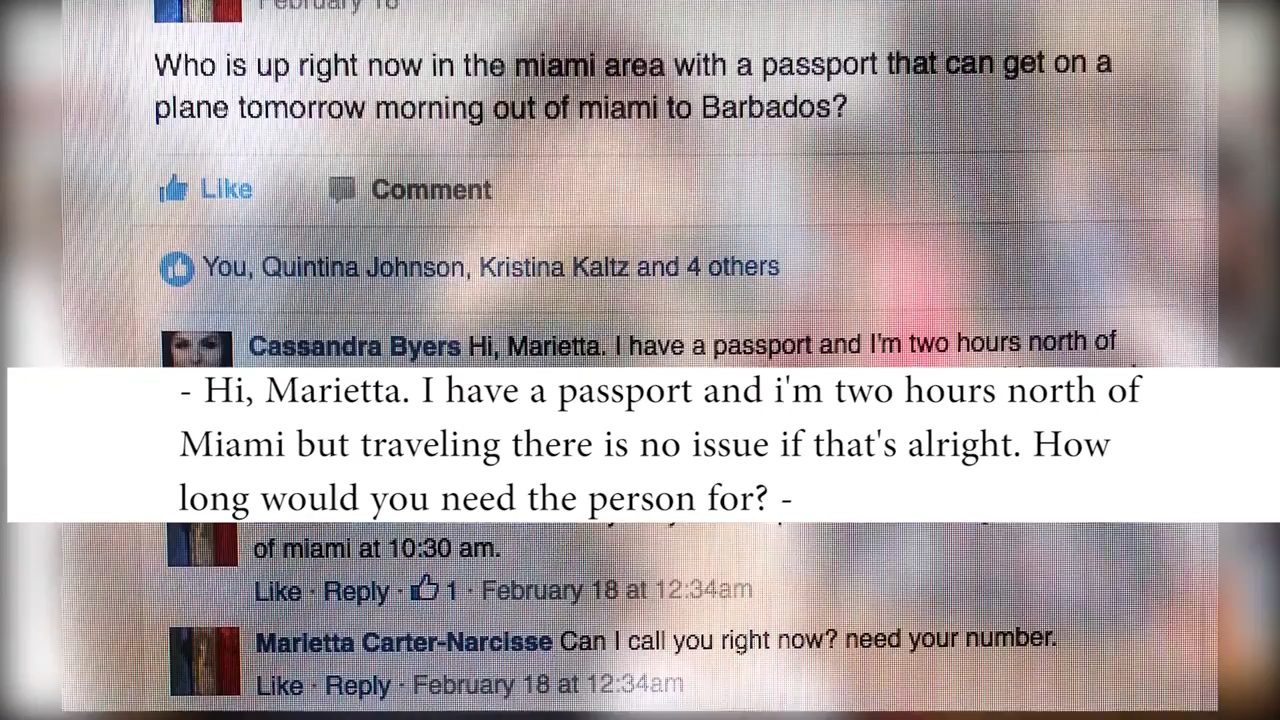 February 18
Who is up right now in the miami area with a passport that can get on a
plane tomorrow morning out of miami to Barbados?
Like Comment
You, Quintina Johnson, Kristina Kaltz and 4 others
Cassandra Byers Hi, Marietta. I have a passport and I'm two hours north of
- Hi, Marietta. I have a passport and i'm two hours north of
Miami but traveling there is no issue if that's alright. How
long would you need the person for? -
of miami at 10:30 am.
Like · Reply · 1 · February 18 at 12:34am
Marietta Carter-Narcisse Can I call you right now? need your number.
Like · Reply · February 18 at 12:34am